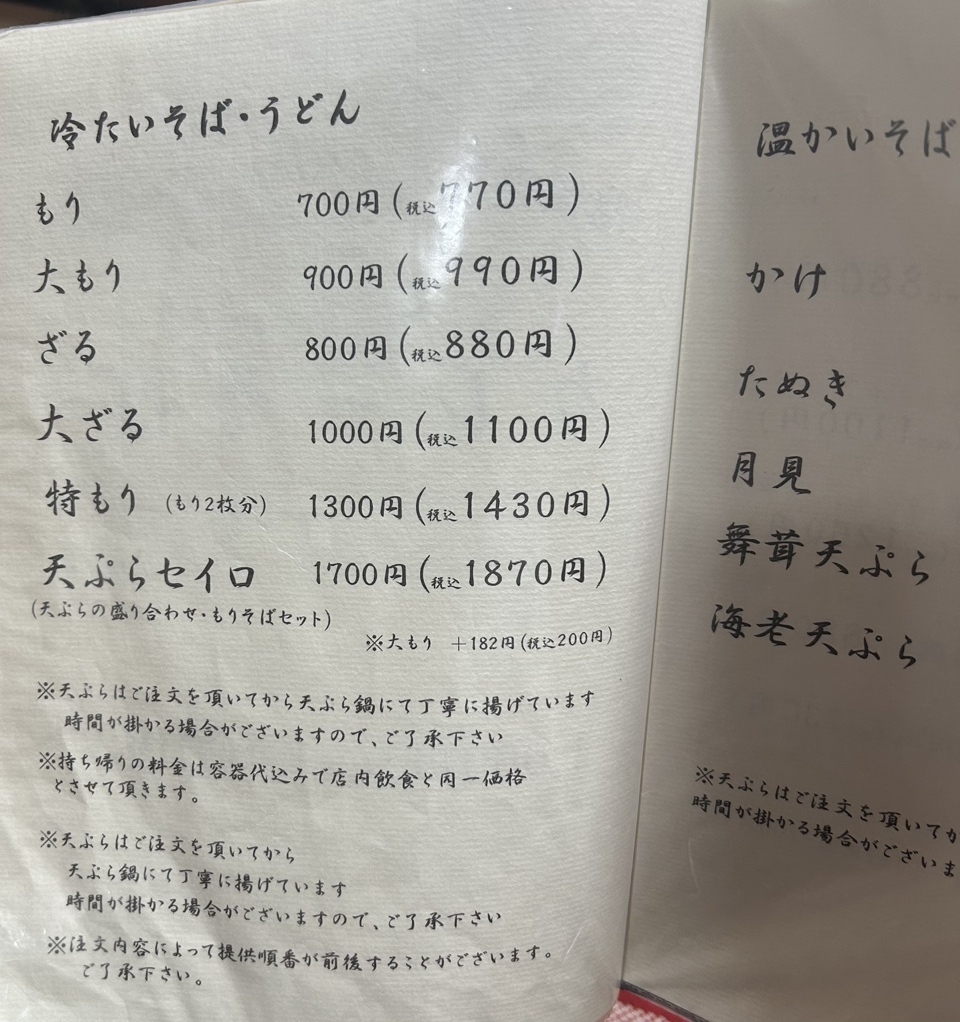 冷たいそば・うどん
もり 700円(税込770円)
大もり 900円(税込990円)
ざる 800円(税込880円)
大ざる 1000円(税込1100円)
特もり (もり2枚分) 1300円(税込1430円)
天ぷらセイロ 1700円(税込1870円)
(天ぷらの盛り合わせ・もりそばセット)
※大もり +182円(税込200円)
※天ぷらはご注文を頂いてから天ぷら鍋にて丁寧に揚げています
時間が掛かる場合がございますので、ご了承下さい
※持ち帰りの料金は容器代込みで店内飲食と同一価格
とさせて頂きます。
※天ぷらはご注文を頂いてから
天ぷら鍋にて丁寧に揚げています
時間が掛かる場合がございますので、ご了承下さい
※注文内容によって提供順番が前後することがございます。
ご了承下さい。
温かいそば
かけ
たぬき
月見
舞茸天ぷら
海老天ぷら
※天ぷらはご注文を頂いてか
時間が掛かる場合がございま